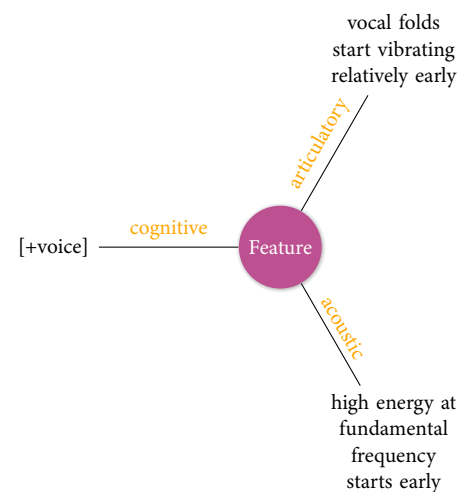 vocal folds
start vibrating
relatively early
articulatory
cognitive
[+voice]
Feature
acoustic
high energy at
fundamental
frequency
starts early